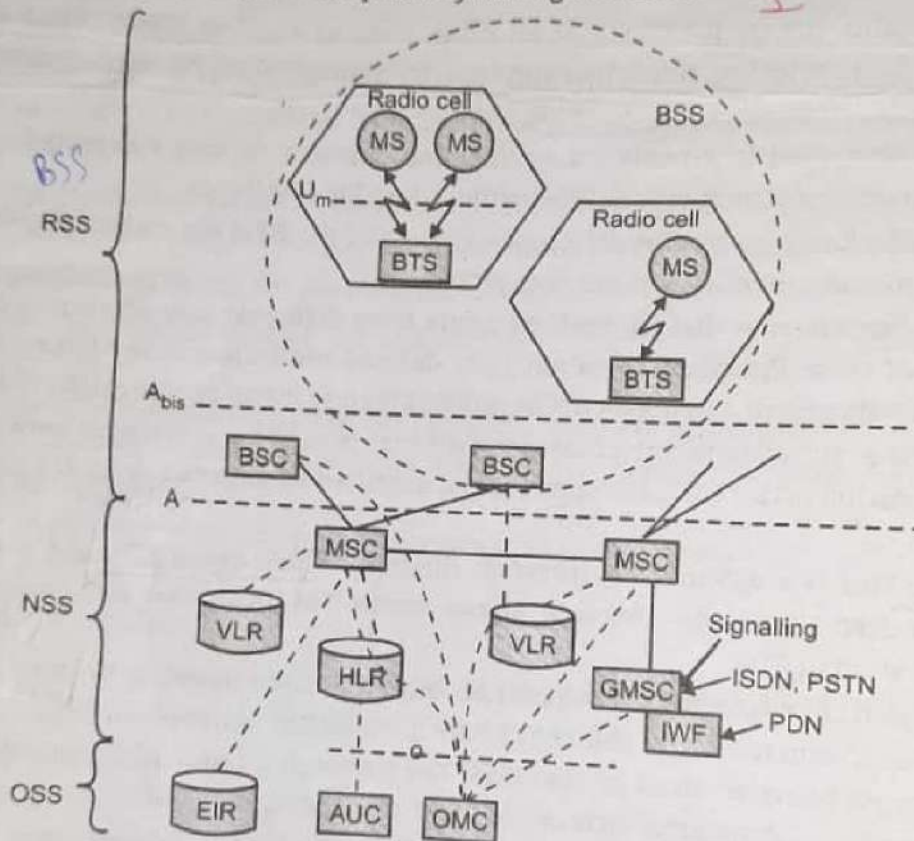 Radio cell
BSS
MS MS
BSS
RSS
Um
Radio cell
BTS
MS
BTS
Abis
BSC
BSC
A
MSC
MSC
NSS
VLR
VLR
Signalling
HLR
GMSC
ISDN, PSTN
IWF
PDN
O
OSS
EIR
AUC
OMC